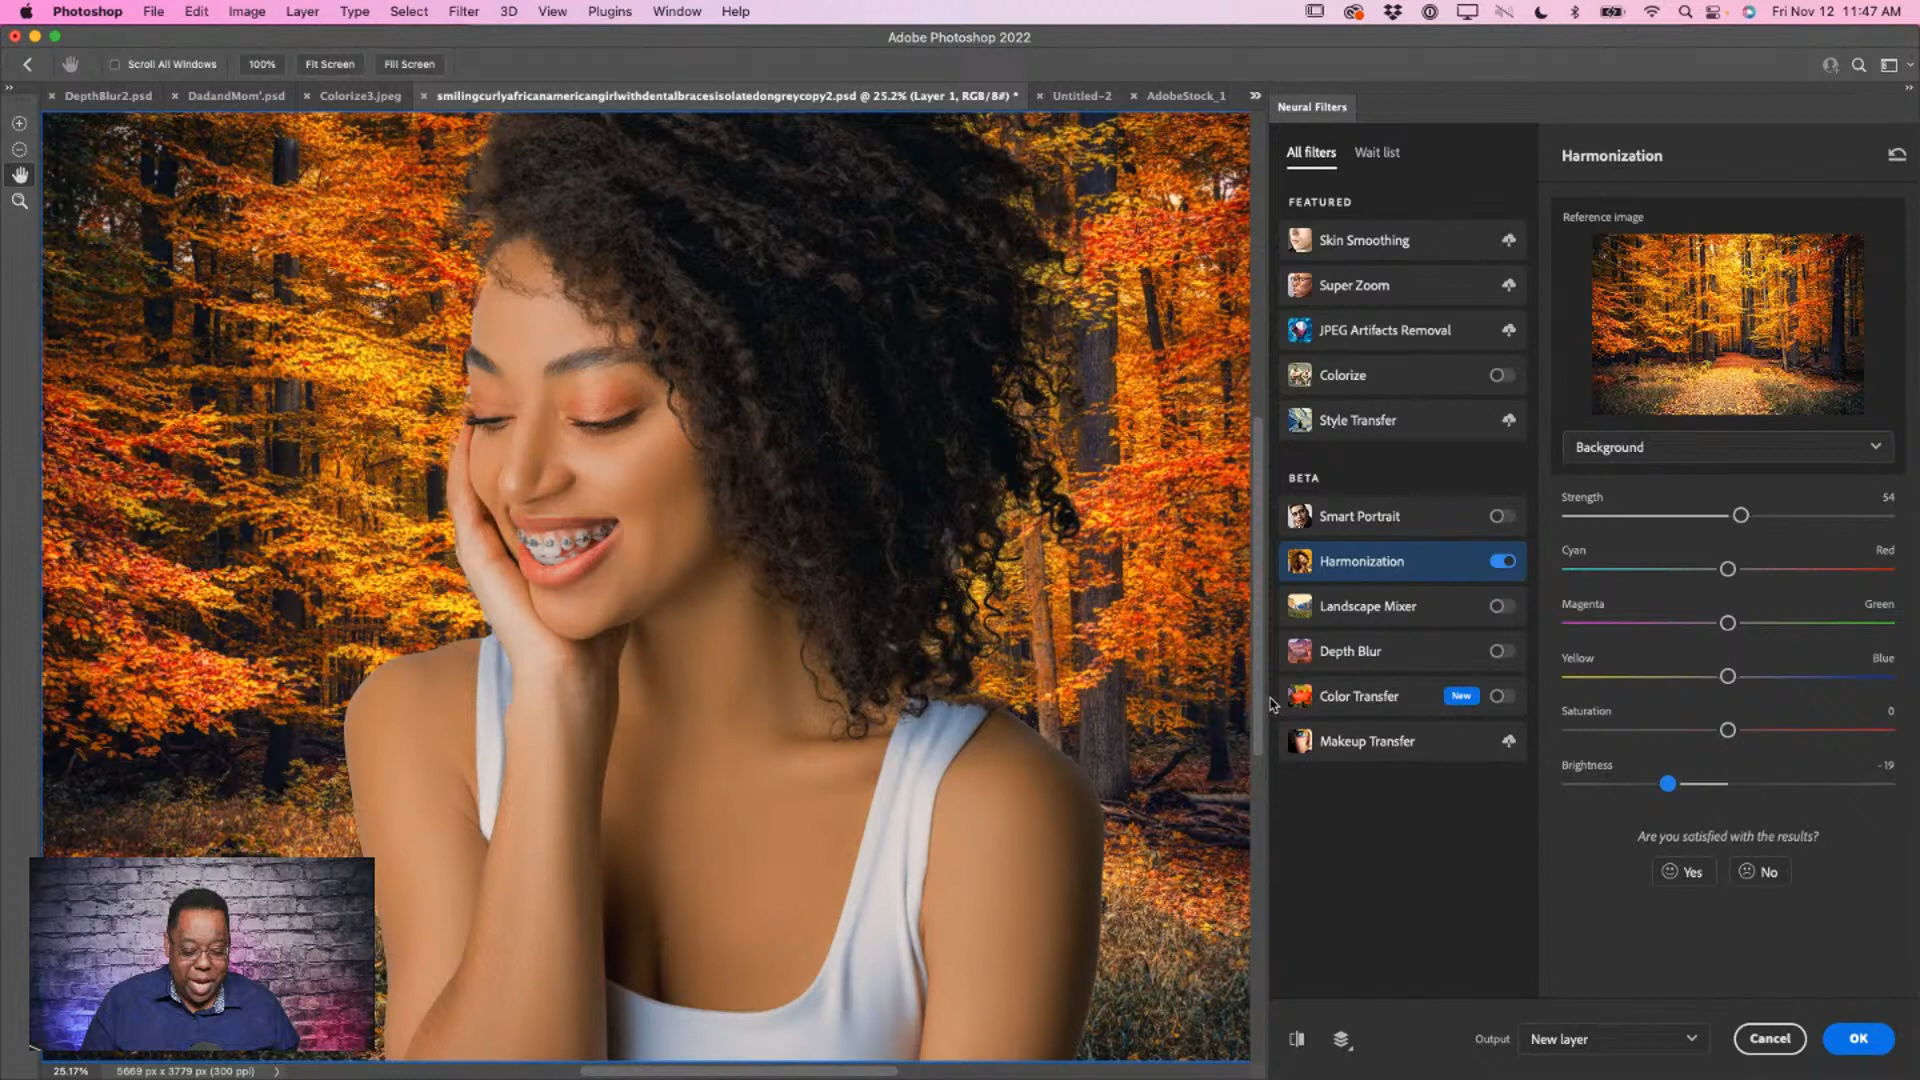 Photoshop File Edit Image Layer Type Select Filter 3D View Plugins Window Help Fri Nov 12 11:47 AM
Adobe Photoshop 2022
Scroll All Windows 100% Fit Screen Fill Screen
DepthBlur2.psd DadandMom'.psd Colorize3.jpeg smilingcurlyafricanamericangirlwithdentalbracesisolatedongreycopy2.psd @ 25.2% (Layer 1, RGB/8#) * Untitled-2 AdobeStock_1
Neural Filters
All filters Wait list
FEATURED
Skin Smoothing
Super Zoom
JPEG Artifacts Removal
Colorize
Style Transfer
BETA
Smart Portrait
Harmonization
Landscape Mixer
Depth Blur
Color Transfer New
Makeup Transfer
Harmonization
Reference image
Background
Strength 54
Cyan Red
Magenta Green
Yellow Blue
Saturation 0
Brightness -19
Are you satisfied with the results?
Yes No
Output New layer Cancel OK
25.17% 5669 px x 3779 px (300 ppi)